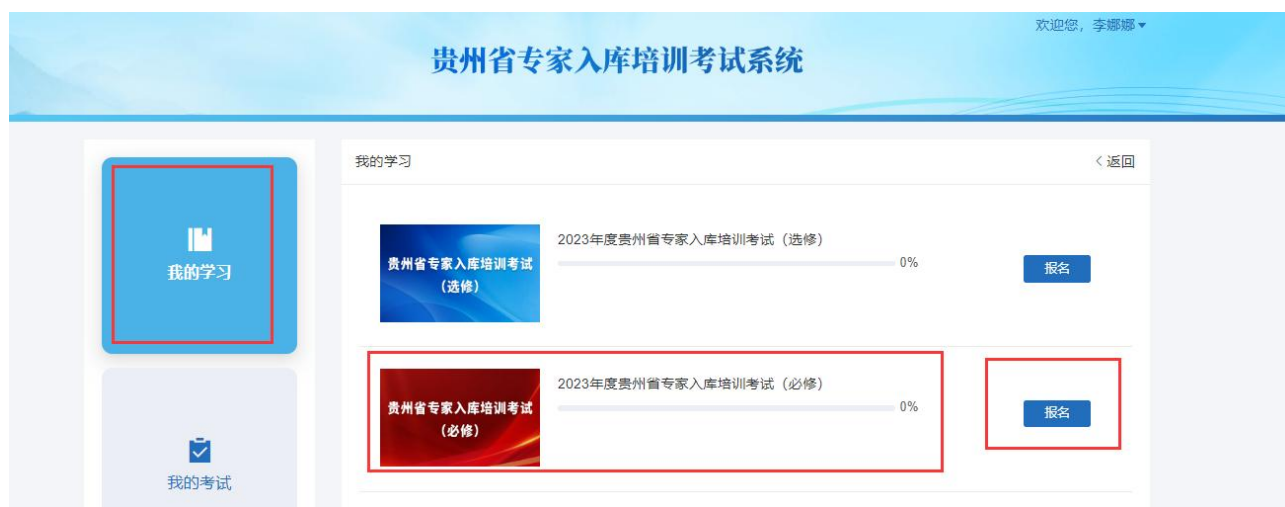 欢迎您，李娜娜
贵州省专家入库培训考试系统
我的学习
<返回
我的学习
贵州省专家入库培训考试
（选修）
2023年度贵州省专家入库培训考试（选修）
0%
报名
贵州省专家入库培训考试
（必修）
2023年度贵州省专家入库培训考试（必修）
0%
报名
我的考试